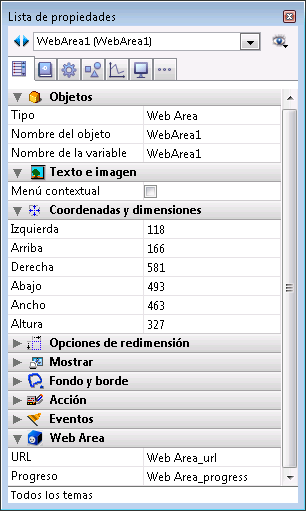 Lista de propiedades
WebArea1 (WebArea1)
Objetos
Tipo Web Area
Nombre del objeto WebArea1
Nombre de la variable WebArea1
Texto e imagen
Menú contextual
Coordenadas y dimensiones
Izquierda 118
Arriba 166
Derecha 581
Abajo 493
Ancho 463
Altura 327
Opciones de redimensión
Mostrar
Fondo y borde
Acción
Eventos
Web Area
URL Web Area_url
Progreso Web Area_progress
Todos los temas